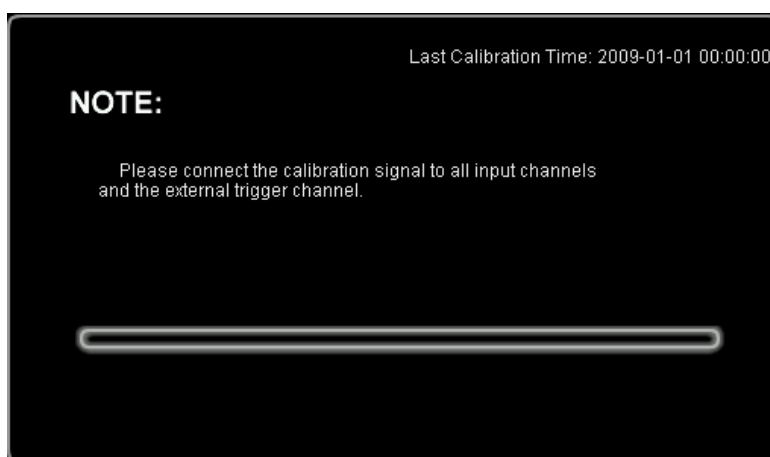 Last Calibration Time: 2009-01-01 00:00:00
NOTE:
Please connect the calibration signal to all input channels
and the external trigger channel.